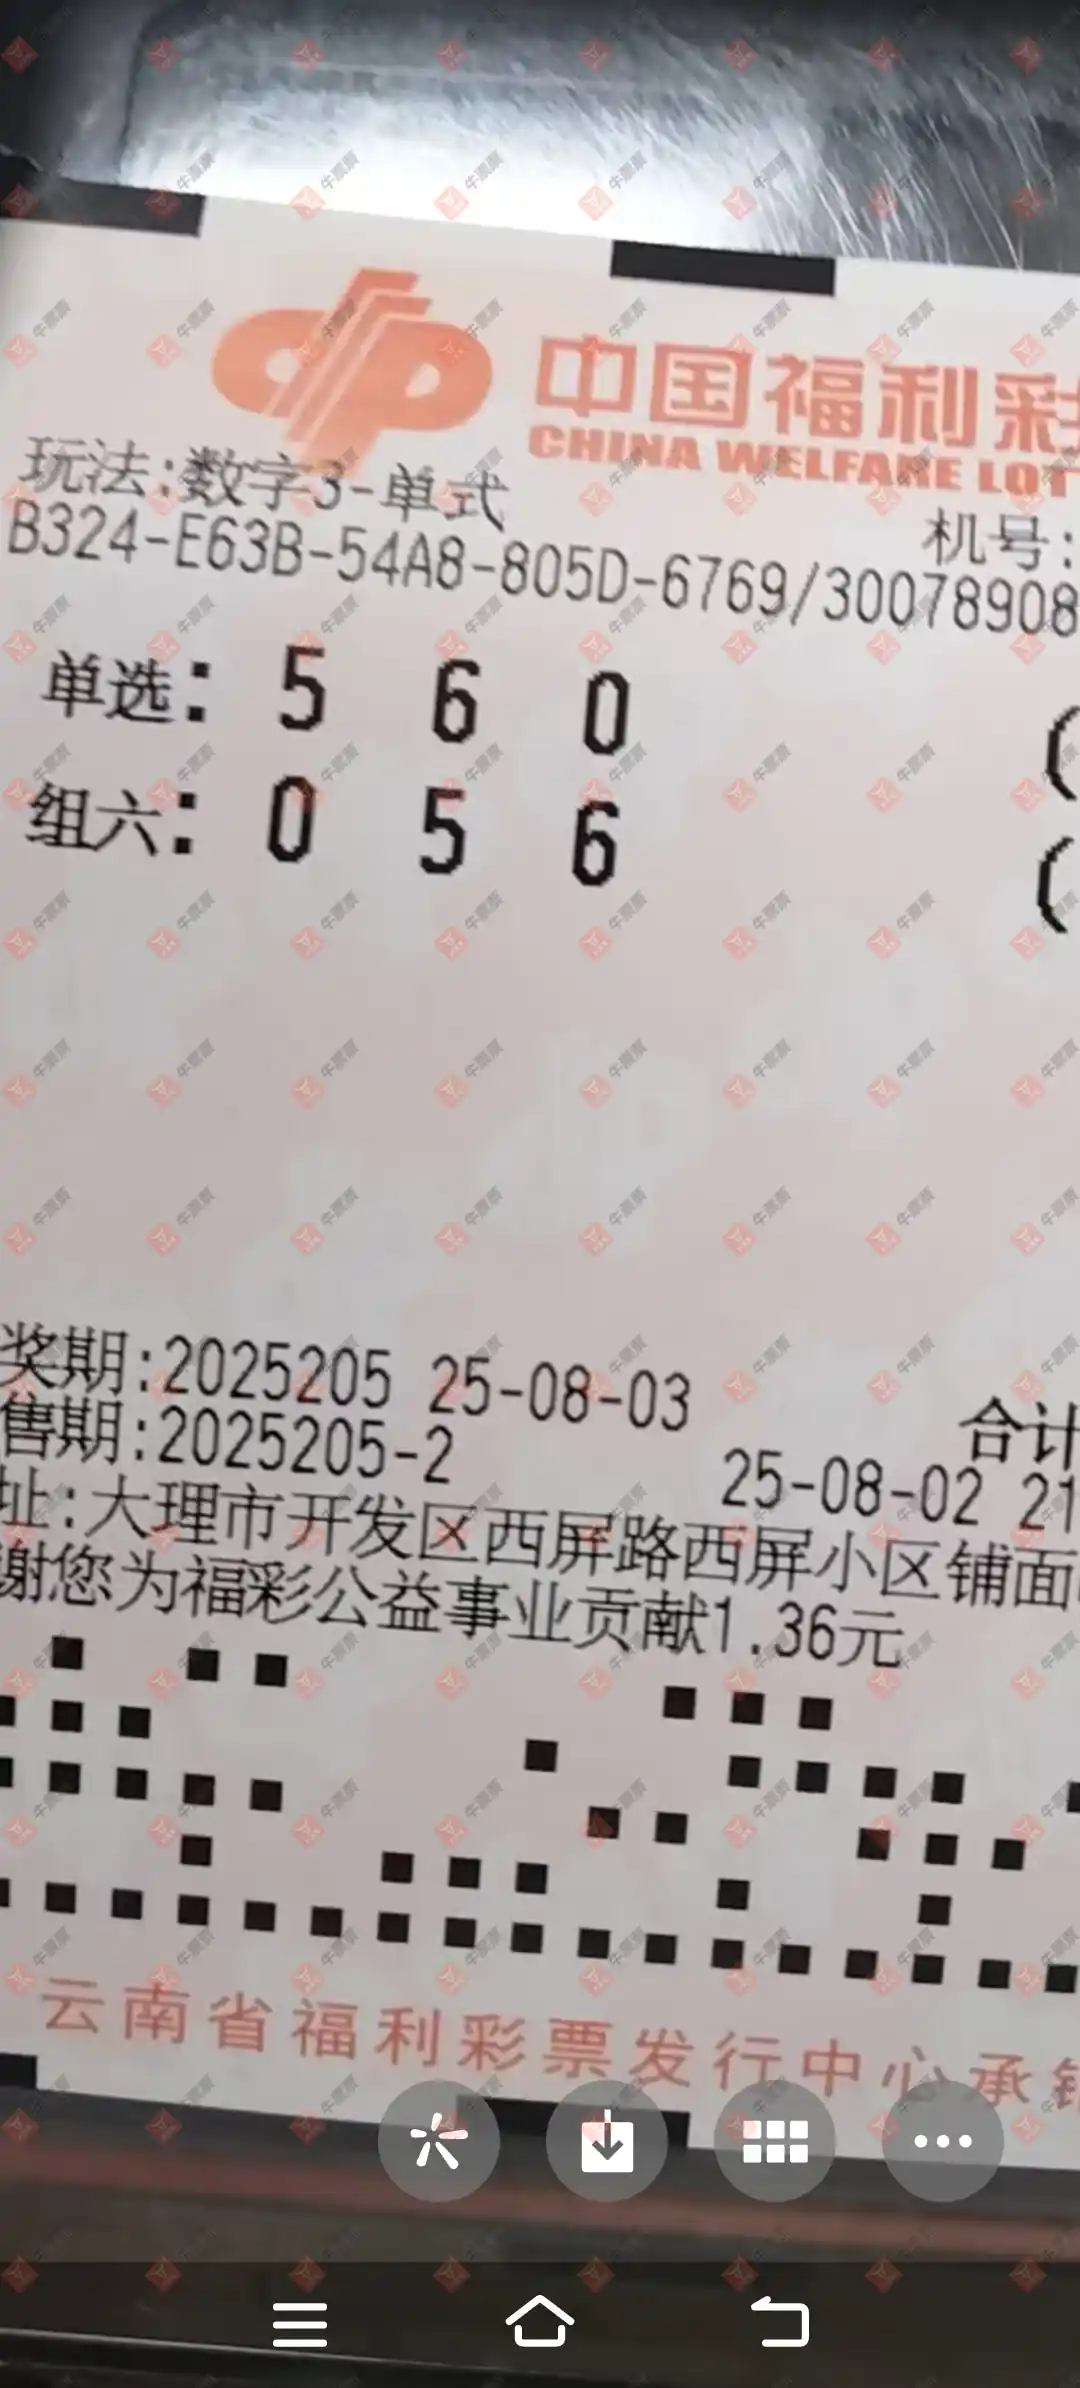 中国福利彩
CHINA WELFARE LOT
玩法:数字3-单式
机号:
B324-E63B-54A8-805D-6769/30078908
单选: 5 6 0 (
组六: 0 5 6 (
奖期:2025205 25-08-03
合计
售期:2025205-2 25-08-02 21
址:大理市开发区西屏路西屏小区铺面
谢您为福彩公益事业贡献1.36元
云南省福利彩票发行中心承销